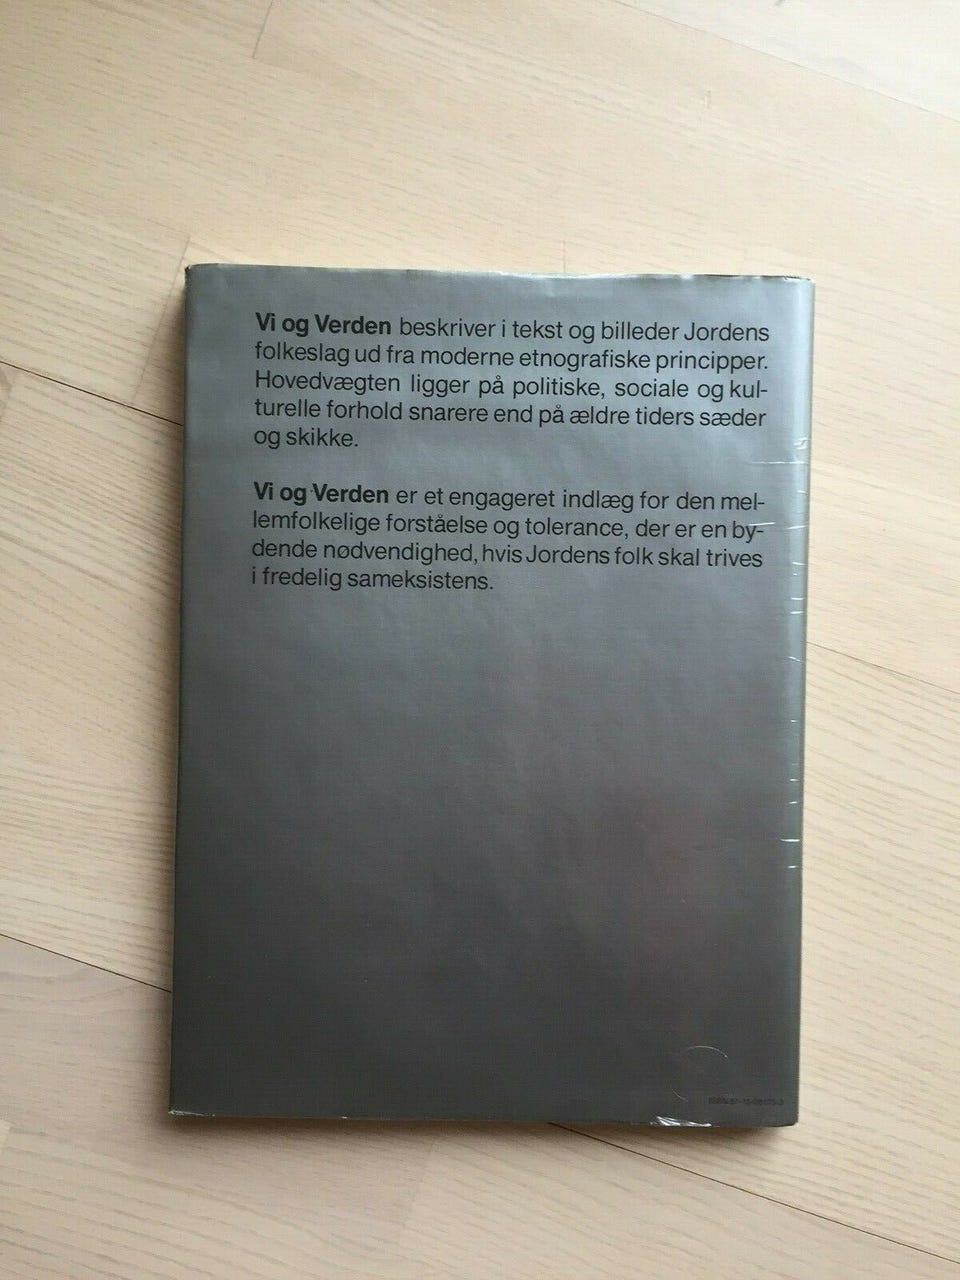 Vi og Verden beskriver i tekst og billeder Jordens
folkeslag ud fra moderne etnografiske principper.
Hovedvægten ligger på politiske, sociale og kul-
turelle forhold snarere end på ældre tiders sæder
og skikke.
Vi og Verden er et engageret indlæg for den mel-
lemfolkelige forståelse og tolerance, der er en by-
dende nødvendighed, hvis Jordens folk skal trives
i fredelig sameksistens.
ISBN